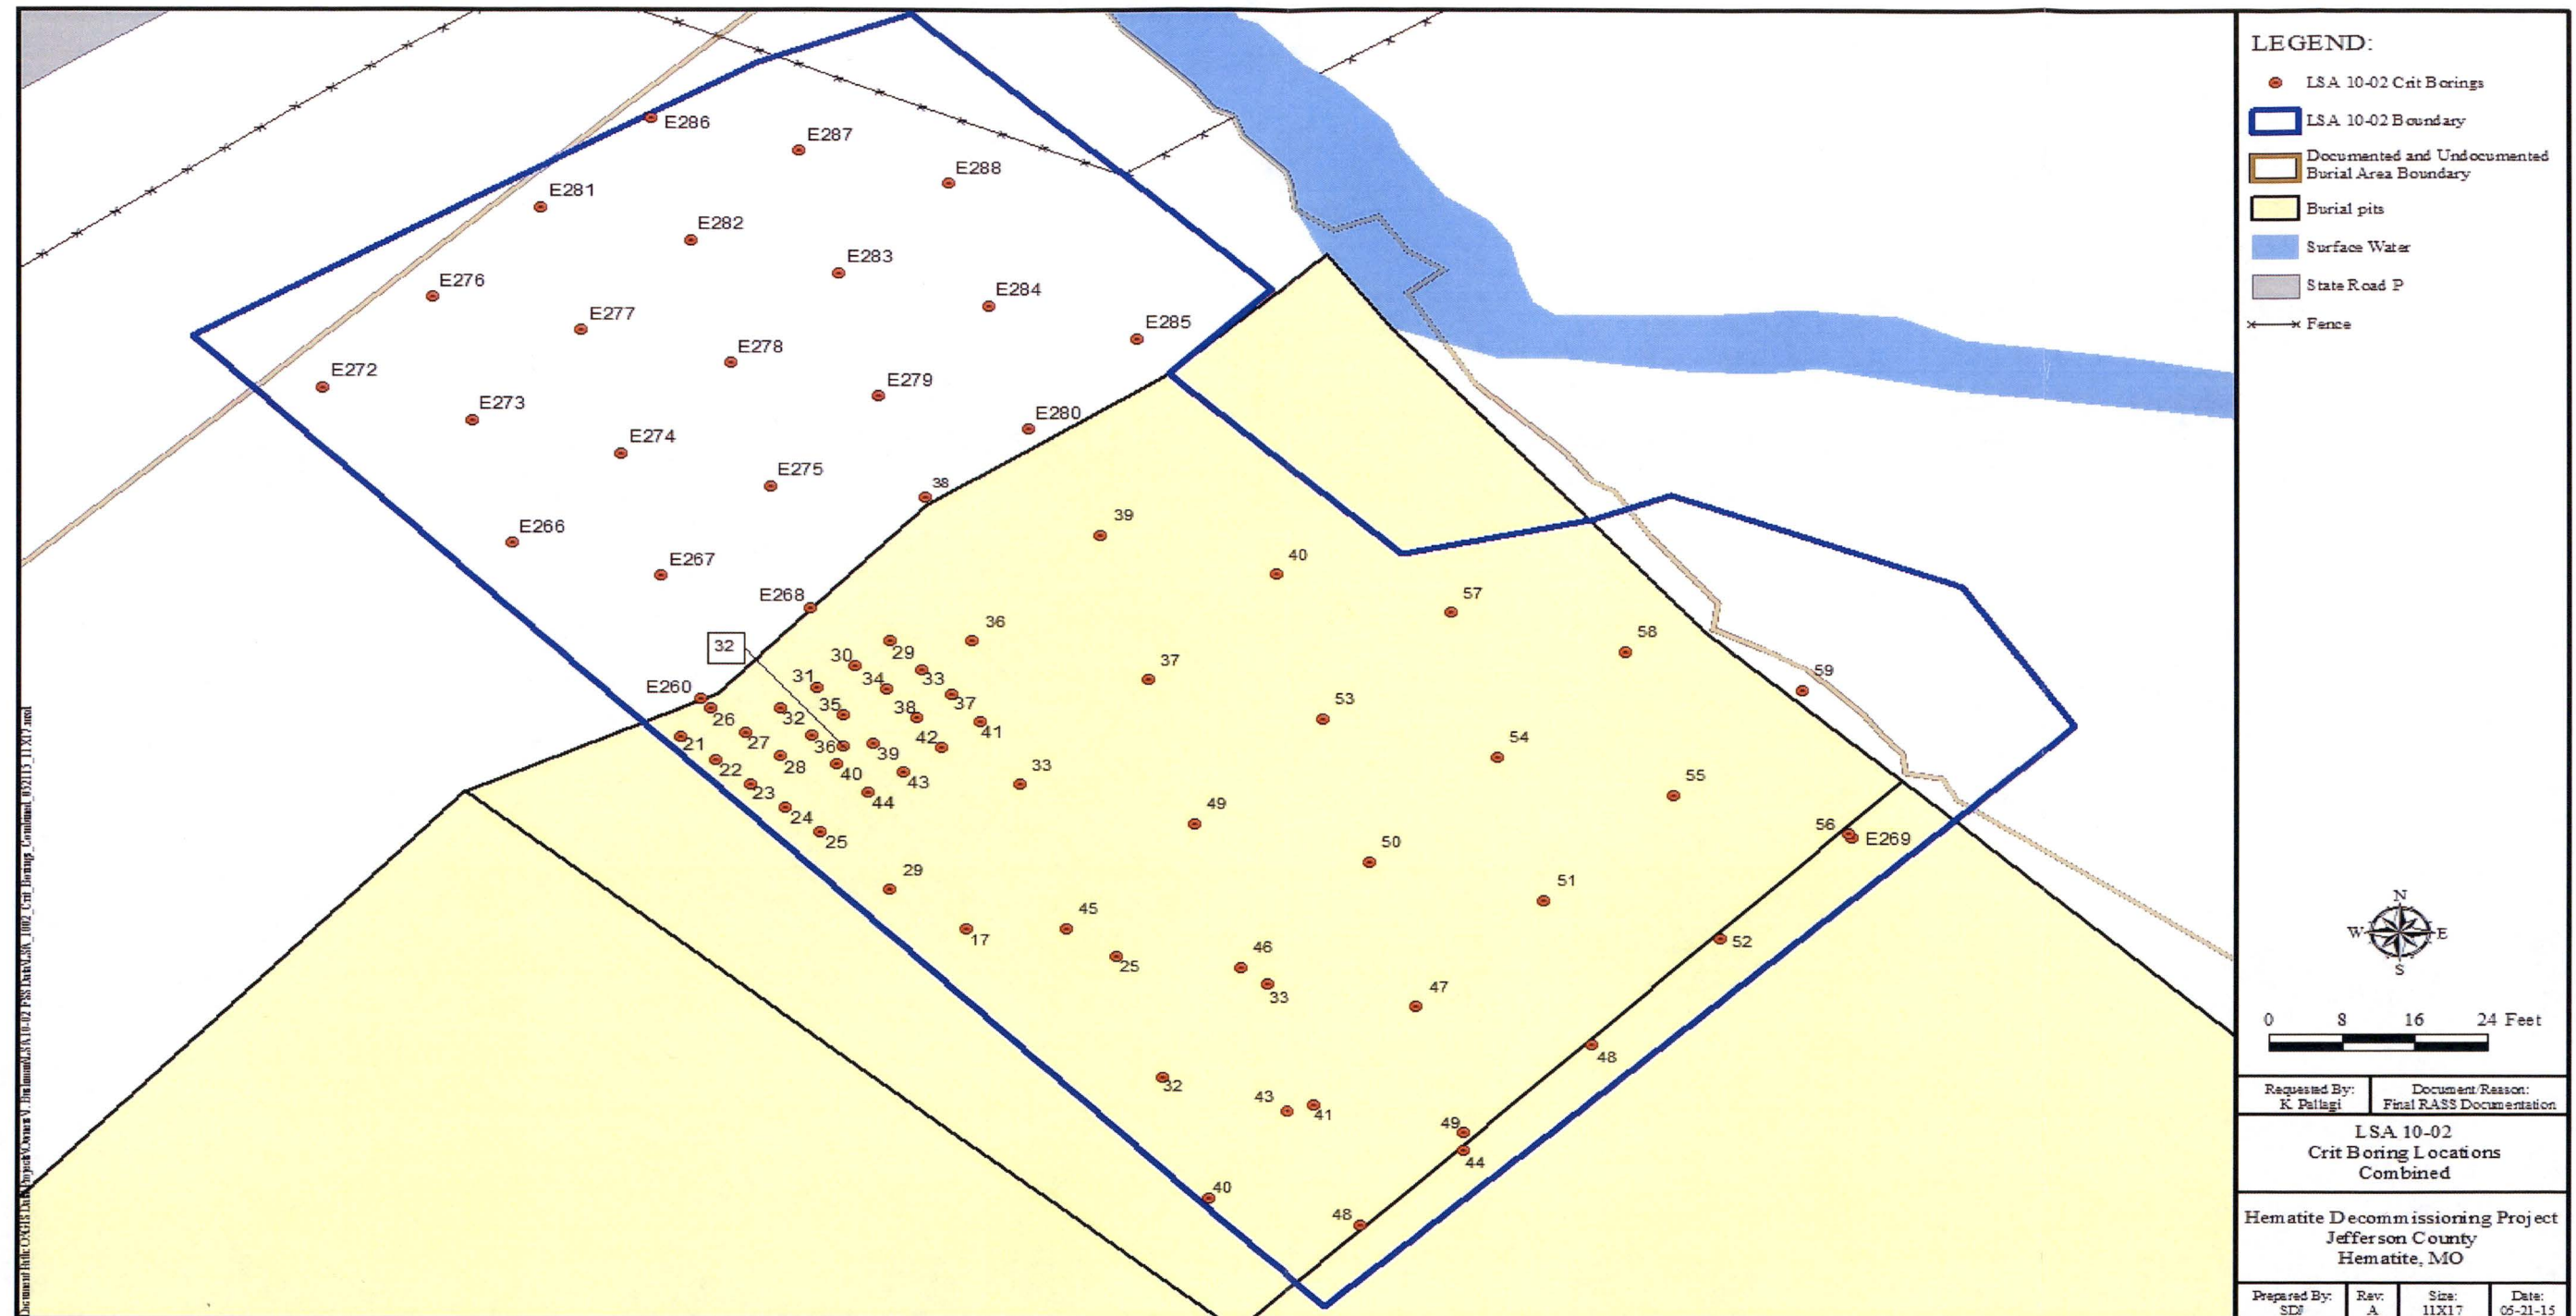 E286
E287
E288
E281
E282
E283
E276
E284
E277
E285
E278
E272
E279
E273
E280
E274
E275
38
E266
39
E267
40
E268
57
36
32
29
58
30
33
37
34
31
59
E260
37
35
38
53
26
32
41
21
27
36
39
42
54
22
28
40
43
33
55
23
44
24
49
56
E269
25
50
29
51
45
17
52
25
46
33
47
48
32
43
41
49
44
40
48
LEGEND:
LSA 10-02 Crit Borings
LSA 10-02 Boundary
Documented and Undocumented
Burial Area Boundary
Burial pits
Surface Water
State Road P
Fence
N
W E
S
0 8 16 24 Feet
Requested By:
K. Pallagi
Document/Reason:
Final RASS Documentation
LSA 10-02
Crit Boring Locations
Combined
Hematite Decommissioning Project
Jefferson County
Hematite, MO
Prepared By:
SDJ
Rev:
A
Size:
11X17
Date:
05-21-15